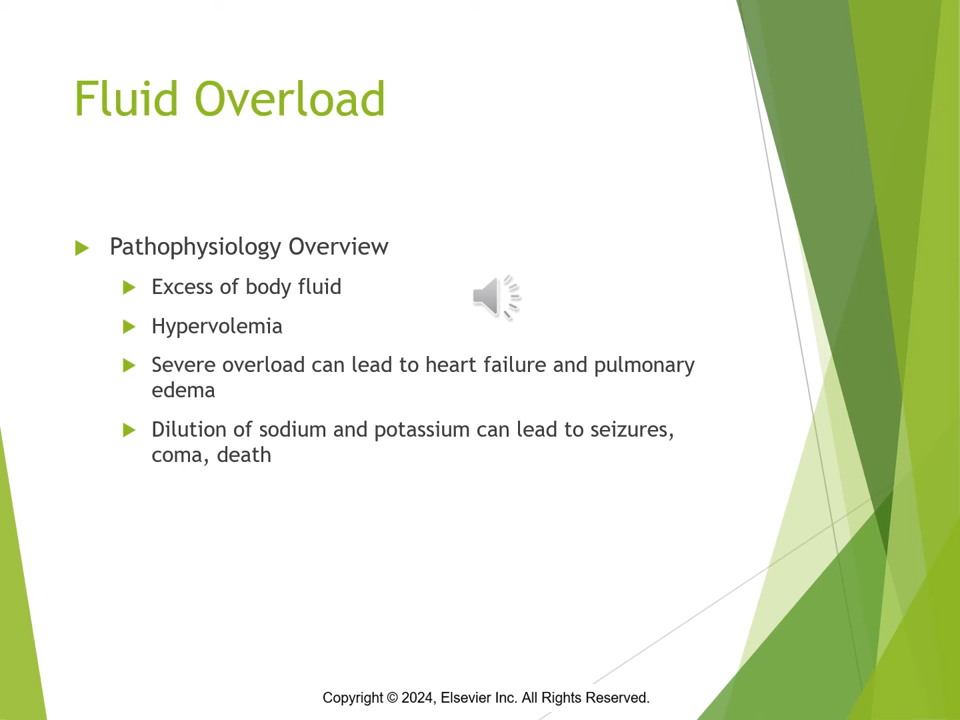 Fluid Overload
Pathophysiology Overview
Excess of body fluid
Hypervolemia
Severe overload can lead to heart failure and pulmonary
edema
Dilution of sodium and potassium can lead to seizures,
coma, death
Copyright © 2024, Elsevier Inc. All Rights Reserved.